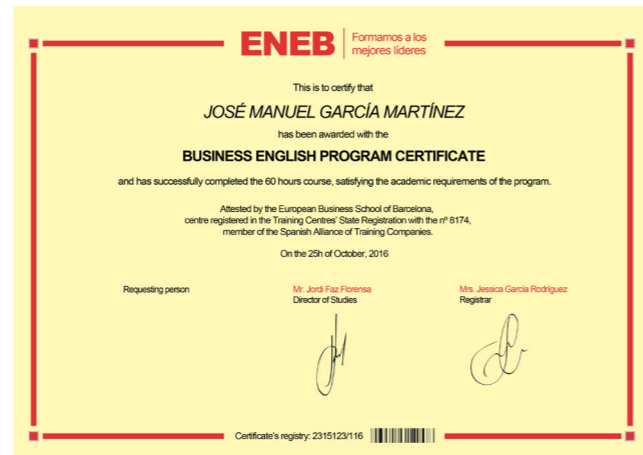 ENEB
Formamos a los
mejores líderes
This is to certify that
JOSÉ MANUEL GARCÍA MARTÍNEZ
has been awarded with the
BUSINESS ENGLISH PROGRAM CERTIFICATE
and has successfully completed the 60 hours course, satisfying the academic requirements of the program.
Attested by the European Business School of Barcelona,
centre registered in the Training Centres' State Registration with the nº 8174,
member of the Spanish Alliance of Training Companies.
On the 25h of October, 2016
Requesting person
Mr. Jordi Faz Florensa
Director of Studies
Mrs. Jessica García Rodríguez
Registrar
Certificate's registry: 2315123/116